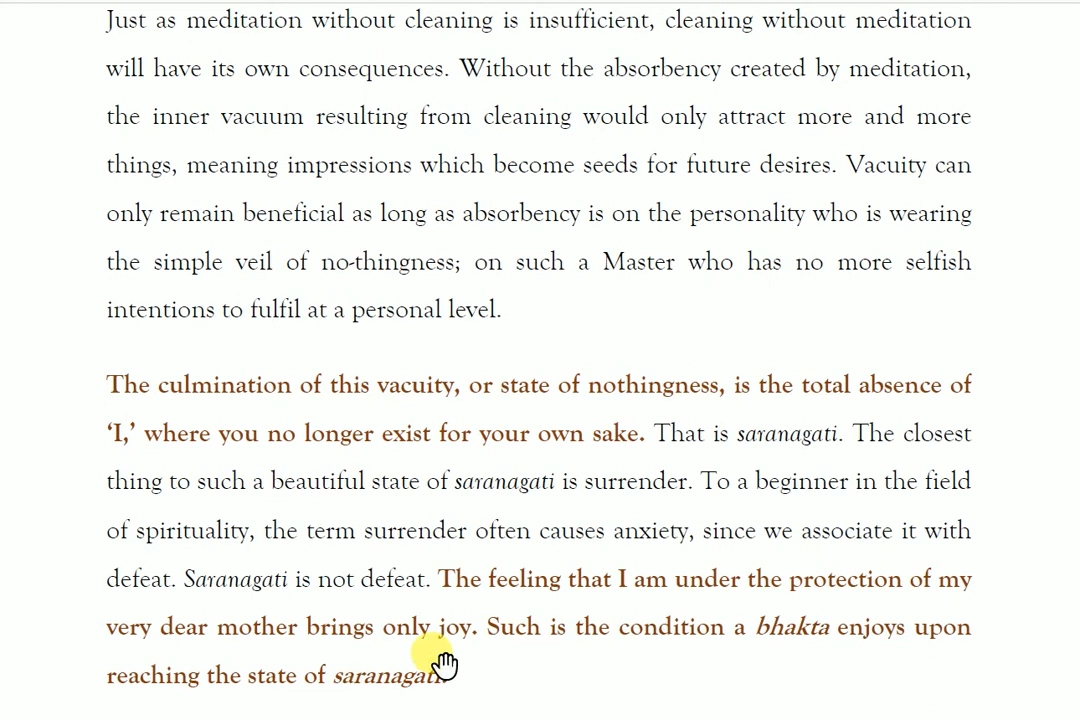 Just as meditation without cleaning is insufficient, cleaning without meditation
will have its own consequences. Without the absorbency created by meditation,
the inner vacuum resulting from cleaning would only attract more and more
things, meaning impressions which become seeds for future desires. Vacuity can
only remain beneficial as long as absorbency is on the personality who is wearing
the simple veil of no-thingness; on such a Master who has no more selfish
intentions to fulfil at a personal level.
The culmination of this vacuity, or state of nothingness, is the total absence of
‘I,’ where you no longer exist for your own sake. That is saranagati. The closest
thing to such a beautiful state of saranagati is surrender. To a beginner in the field
of spirituality, the term surrender often causes anxiety, since we associate it with
defeat. Saranagati is not defeat. The feeling that I am under the protection of my
very dear mother brings only joy. Such is the condition a bhakta enjoys upon
reaching the state of saranagati.